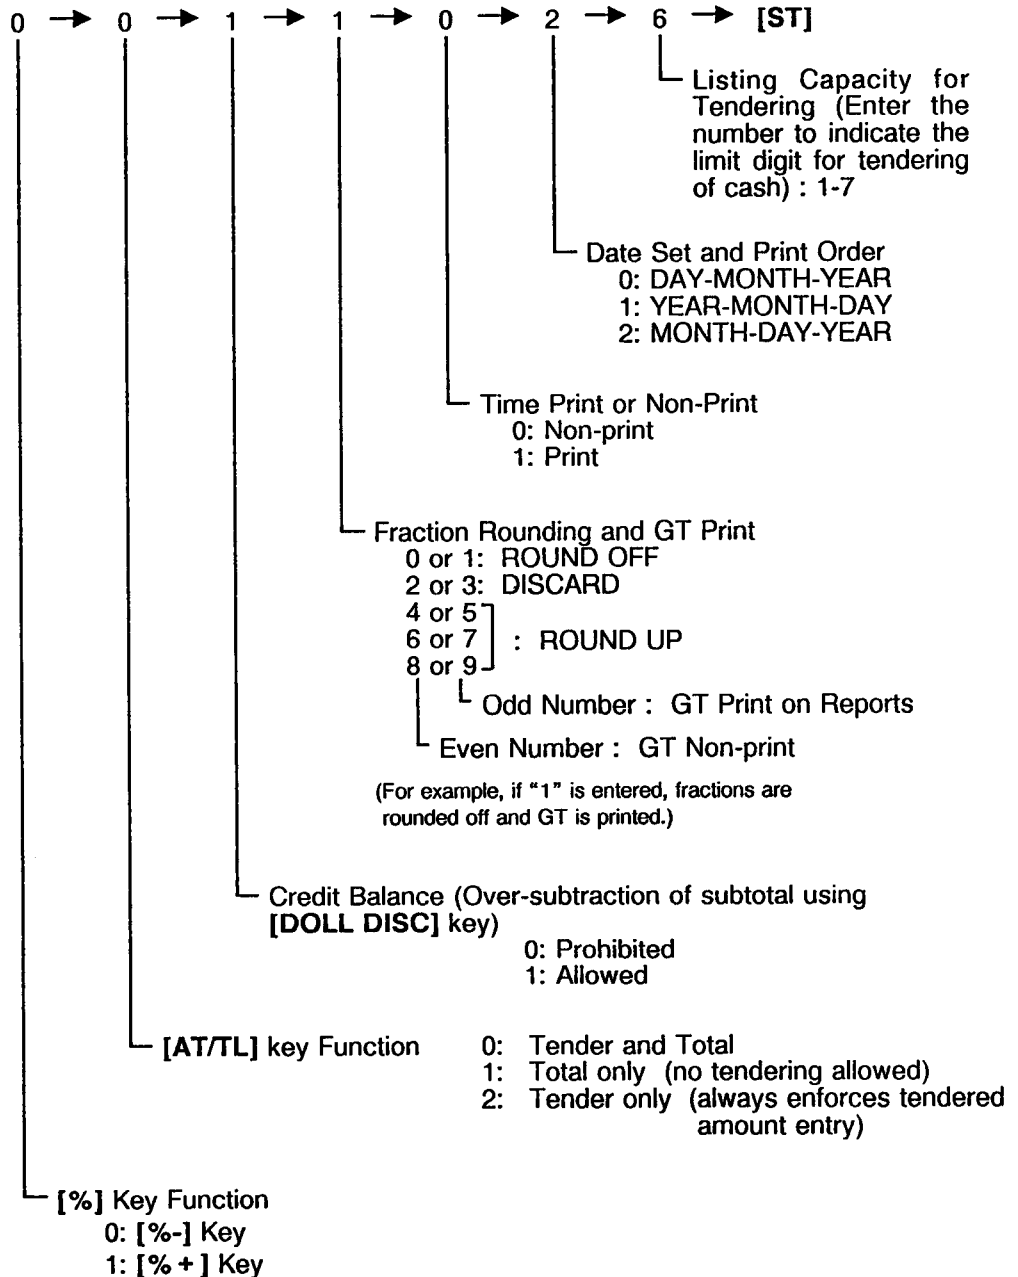 0 → 0 → 1 → 1 → 0 → 2 → 6 → [ST]
Listing Capacity for
Tendering (Enter the
number to indicate the
limit digit for tendering
of cash) : 1-7
Date Set and Print Order
0: DAY-MONTH-YEAR
1: YEAR-MONTH-DAY
2: MONTH-DAY-YEAR
Time Print or Non-Print
0: Non-print
1: Print
Fraction Rounding and GT Print
0 or 1: ROUND OFF
2 or 3: DISCARD
4 or 5
6 or 7 : ROUND UP
8 or 9
Odd Number : GT Print on Reports
Even Number : GT Non-print
(For example, if "1" is entered, fractions are
rounded off and GT is printed.)
Credit Balance (Over-subtraction of subtotal using
[DOLL DISC] key)
0: Prohibited
1: Allowed
[AT/TL] key Function 0: Tender and Total
1: Total only (no tendering allowed)
2: Tender only (always enforces tendered
amount entry)
[%] Key Function
0: [%-] Key
1: [%+] Key